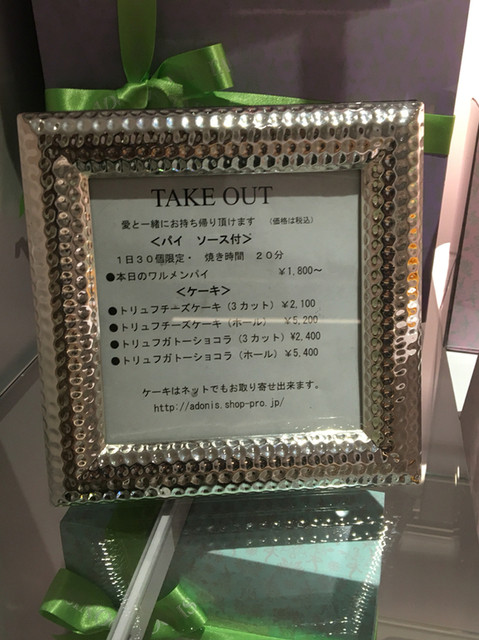 TAKE OUT
愛と一緒にお持ち帰り頂けます （価格は税込）
＜パイ ソース付＞
1日30個限定・ 焼き時間 20分
●本日のワルメンパイ ￥1,800～
＜ケーキ＞
●トリュフチーズケーキ（3カット）￥2,100
●トリュフチーズケーキ（ホール） ￥5,200
●トリュフガトーショコラ（3カット）￥2,400
●トリュフガトーショコラ（ホール）￥5,400
ケーキはネットでもお取り寄せ出来ます。
http://adonis.shop-pro.jp/